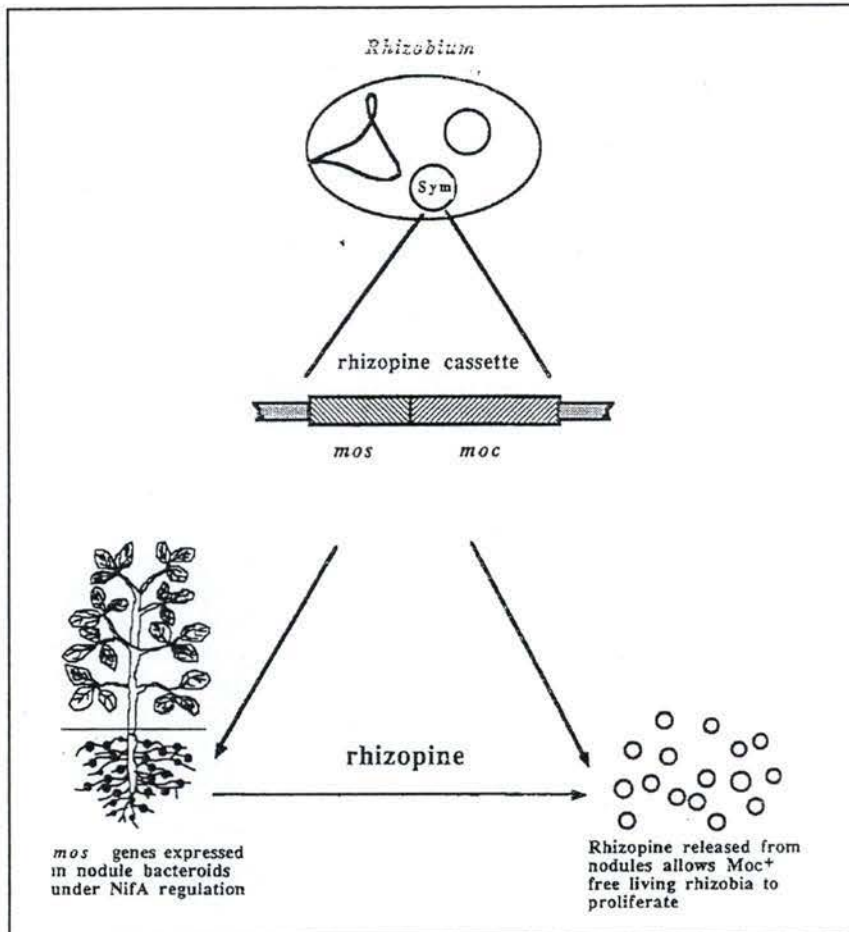 Rhizobium
Sym
rhizopine cassette
mos moc
rhizopine
mos genes expressed
in nodule bacteroids
under NifA regulation
Rhizopine released from
nodules allows Moc+
free living rhizobia to
proliferate